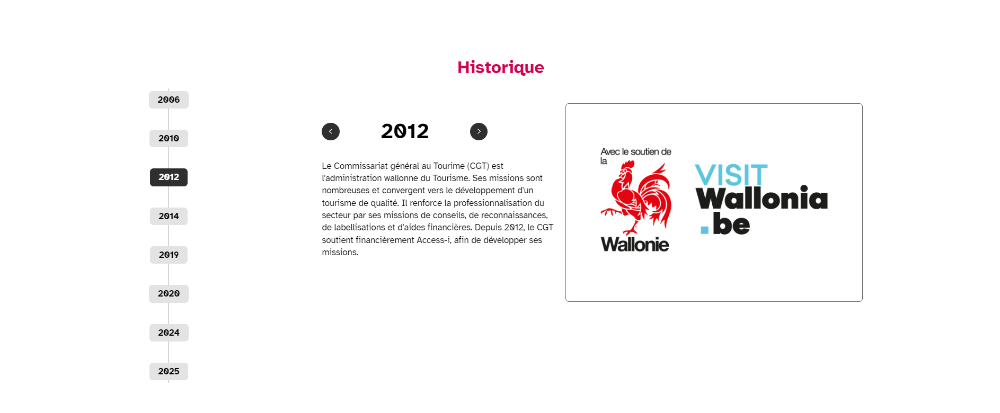 Historique
2006
2010
2012
2014
2019
2020
2024
2025
2012
Le Commissariat général au Tourime (CGT) est
l'administration wallonne du Tourisme. Ses missions sont
nombreuses et convergent vers le développement d'un
tourisme de qualité. Il renforce la professionnalisation du
secteur par ses missions de conseils, de reconnaissances,
de labellisations et d'aides financières. Depuis 2012, le CGT
soutient financièrement Access-i, afin de développer ses
missions.
Avec le soutien de
la
Wallonie
VISIT
Wallonia
.be